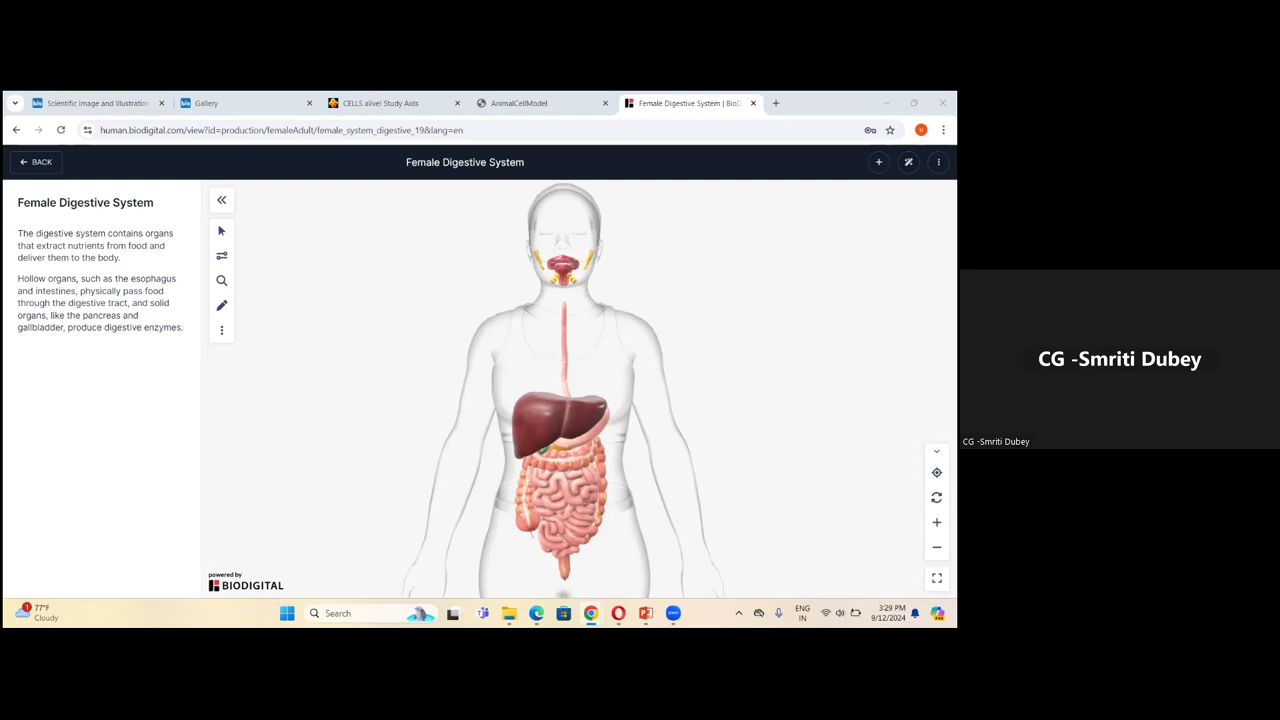 Scientific Image and Illustration
Gallery
CELLS alive! Study Aids
AnimalCellModel
Female Digestive System | BioD
human.biodigital.com/view?id=production/femaleAdult/female_system_digestive_19&lang=en
BACK
Female Digestive System
Female Digestive System
The digestive system contains organs
that extract nutrients from food and
deliver them to the body.
Hollow organs, such as the esophagus
and intestines, physically pass food
through the digestive tract, and solid
organs, like the pancreas and
gallbladder, produce digestive enzymes.
CG -Smriti Dubey
CG -Smriti Dubey
powered by
BIODIGITAL
1
77°F
Cloudy
Search
ENG
IN
3:29 PM
9/12/2024